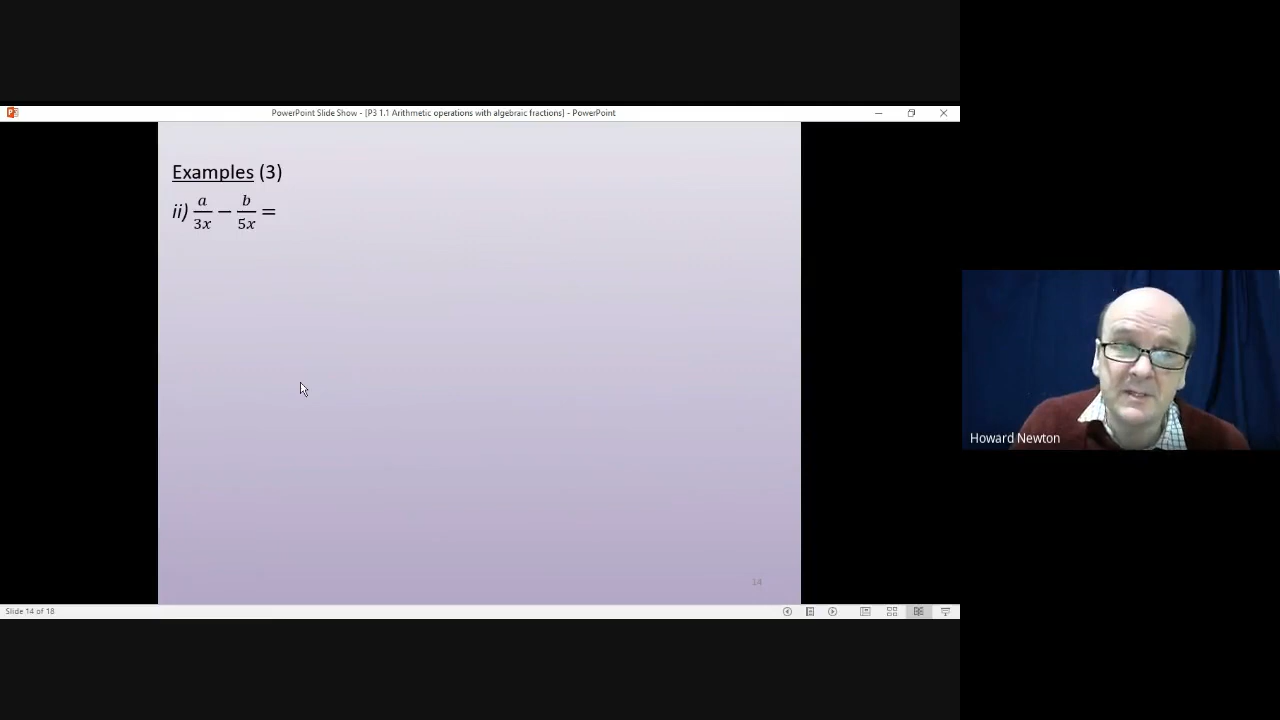 PowerPoint Slide Show - [P3 1.1 Arithmetic operations with algebraic fractions] - PowerPoint
Examples (3)
ii) a/3x − b/5x =
Howard Newton
14
Slide 14 of 18